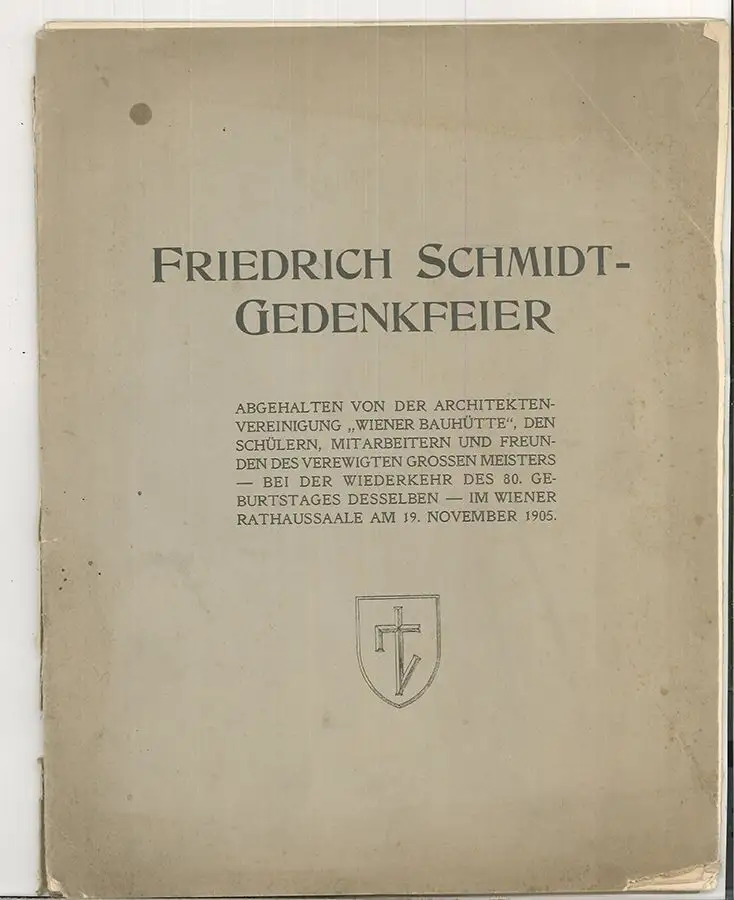 FRIEDRICH SCHMIDT-
GEDENKFEIER
ABGEHALTEN VON DER ARCHITEKTEN-
VEREINIGUNG „WIENER BAUHÜTTE“, DEN
SCHÜLERN, MITARBEITERN UND FREUN-
DEN DES VEREWIGTEN GROSSEN MEISTERS
— BEI DER WIEDERKEHR DES 80. GE-
BURTSTAGES DESSELBEN — IM WIENER
RATHAUSSAALE AM 19. NOVEMBER 1905.